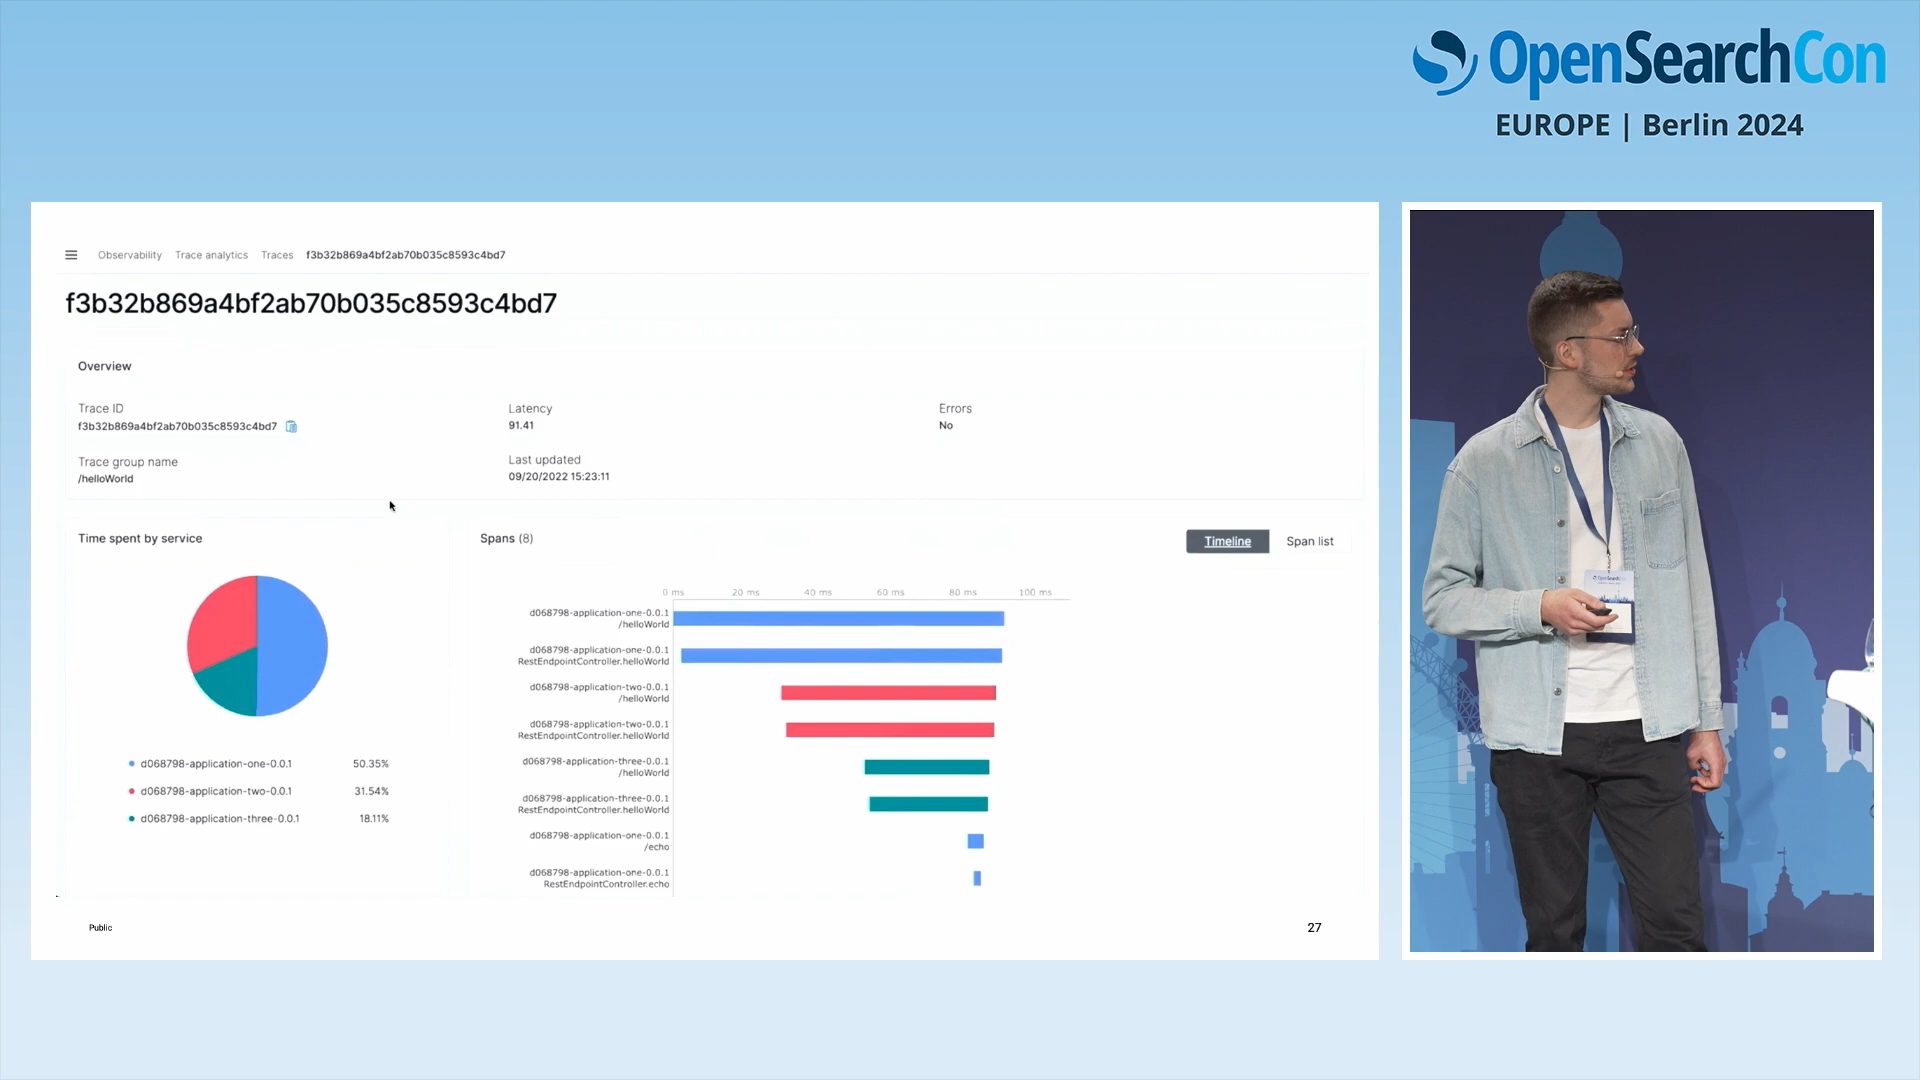 OpenSearchCon
EUROPE | Berlin 2024
Observability Trace analytics Traces f3b32b869a4bf2ab70b035c8593c4bd7
f3b32b869a4bf2ab70b035c8593c4bd7
Overview
Trace ID
f3b32b869a4bf2ab70b035c8593c4bd7
Latency
91.41
Errors
No
Trace group name
/helloWorld
Last updated
09/20/2022 15:23:11
Time spent by service
d068798-application-one-0.0.1 50.35%
d068798-application-two-0.0.1 31.54%
d068798-application-three-0.0.1 18.11%
Spans (8)
Timeline Span list
0 ms 20 ms 40 ms 60 ms 80 ms 100 ms
d068798-application-one-0.0.1
/helloWorld
d068798-application-one-0.0.1
RestEndpointController.helloWorld
d068798-application-two-0.0.1
/helloWorld
d068798-application-two-0.0.1
RestEndpointController.helloWorld
d068798-application-three-0.0.1
/helloWorld
d068798-application-three-0.0.1
RestEndpointController.helloWorld
d068798-application-one-0.0.1
/echo
d068798-application-one-0.0.1
RestEndpointController.echo
Public
27
OpenSearchCon